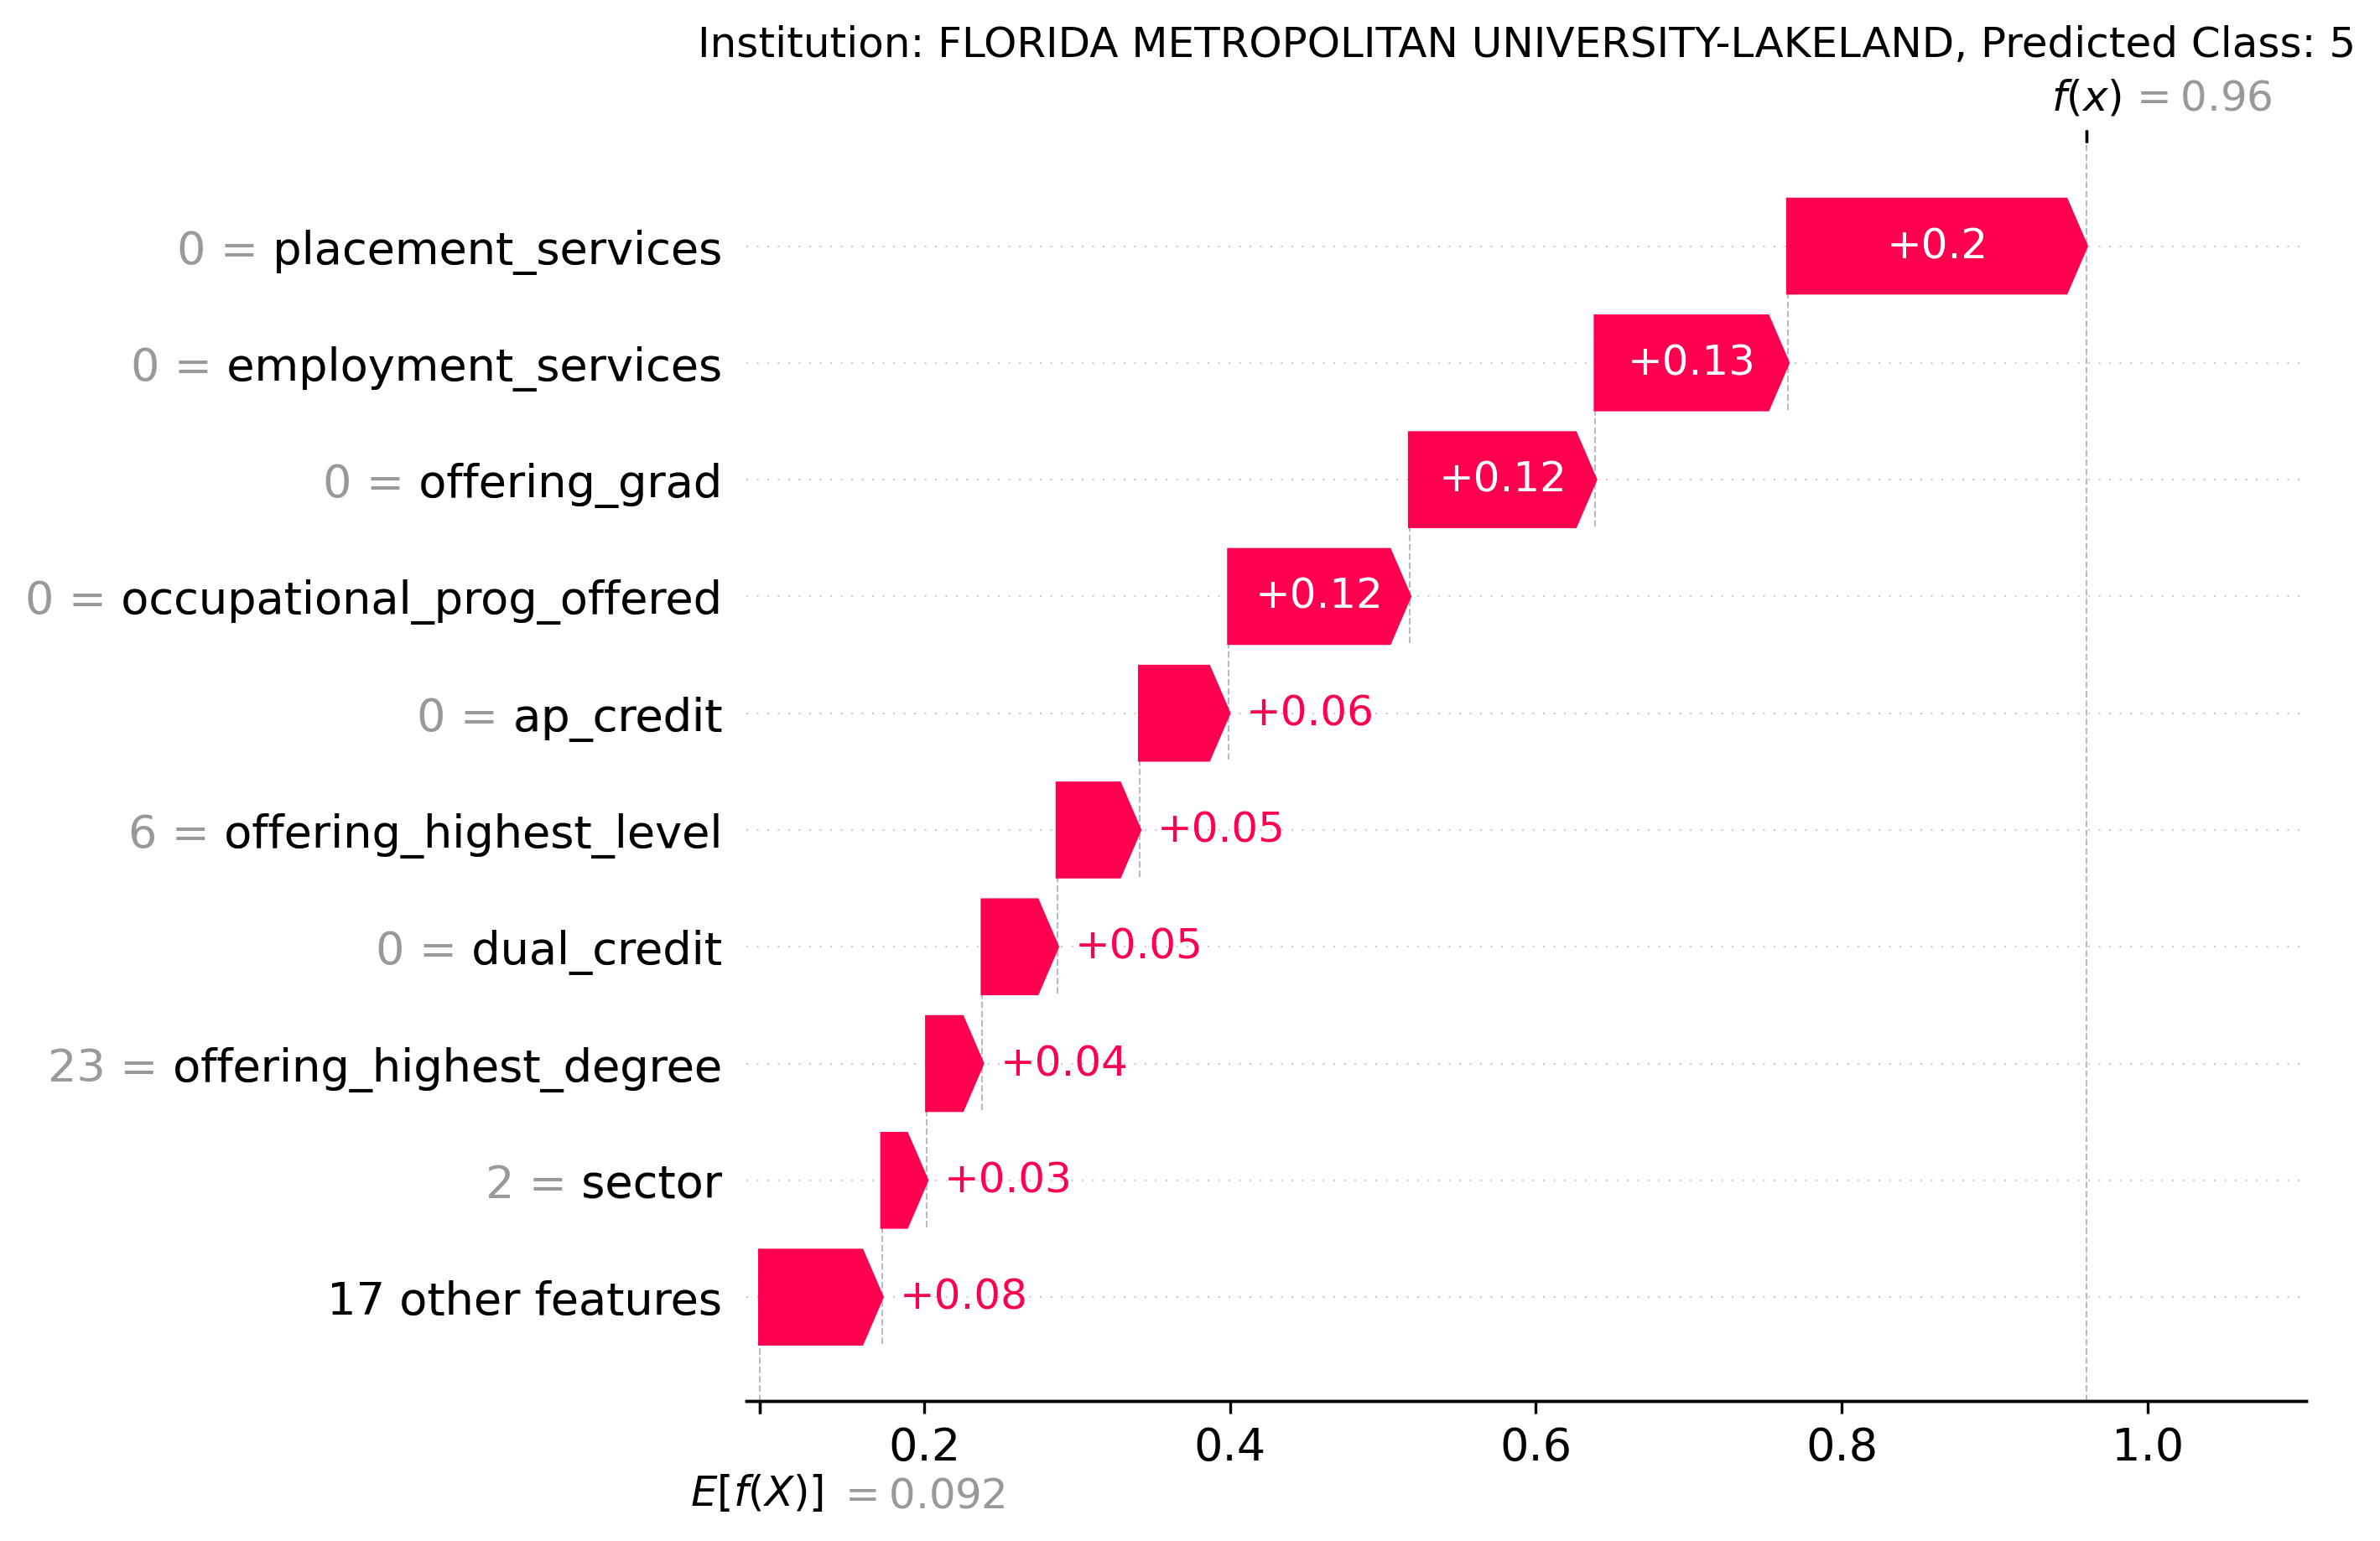 Institution: FLORIDA METROPOLITAN UNIVERSITY-LAKELAND, Predicted Class: 5
f(x) = 0.96
0 = placement_services +0.2
0 = employment_services +0.13
0 = offering_grad +0.12
0 = occupational_prog_offered +0.12
0 = ap_credit +0.06
6 = offering_highest_level +0.05
0 = dual_credit +0.05
23 = offering_highest_degree +0.04
2 = sector +0.03
17 other features +0.08
0.2 0.4 0.6 0.8 1.0
E[f(X)] = 0.092